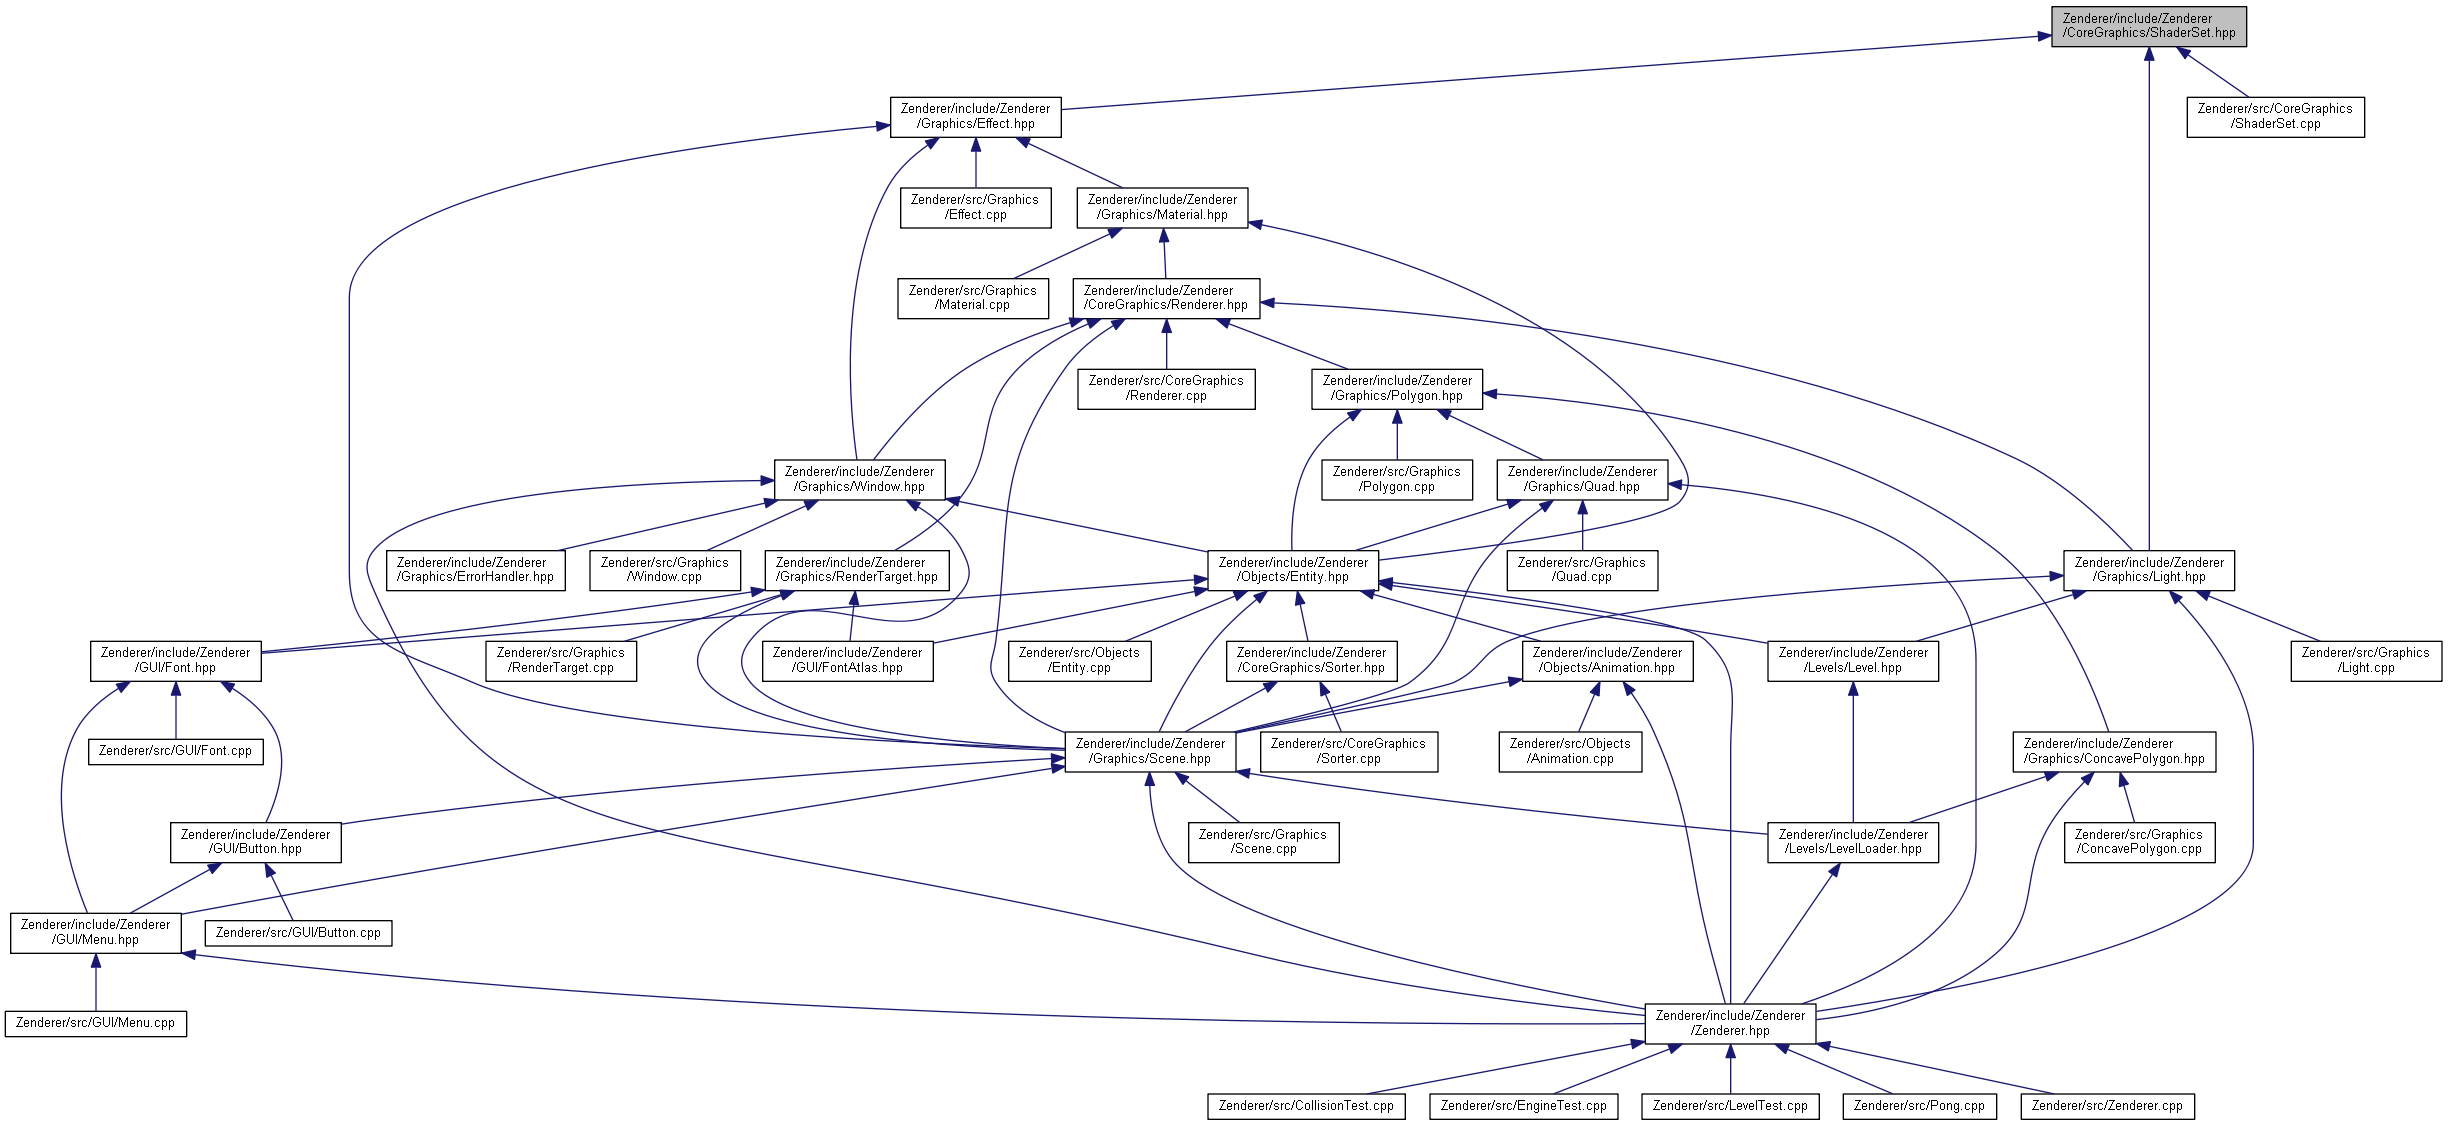 Zenderer/include/Zenderer
/CoreGraphics/ShaderSet.hpp
Zenderer/include/Zenderer
/Graphics/Effect.hpp
Zenderer/src/CoreGraphics
/ShaderSet.cpp
Zenderer/src/Graphics
/Effect.cpp
Zenderer/include/Zenderer
/Graphics/Material.hpp
Zenderer/src/Graphics
/Material.cpp
Zenderer/include/Zenderer
/CoreGraphics/Renderer.hpp
Zenderer/src/CoreGraphics
/Renderer.cpp
Zenderer/include/Zenderer
/Graphics/Polygon.hpp
Zenderer/include/Zenderer
/Graphics/Window.hpp
Zenderer/src/Graphics
/Polygon.cpp
Zenderer/include/Zenderer
/Graphics/Quad.hpp
Zenderer/include/Zenderer
/Graphics/ErrorHandler.hpp
Zenderer/src/Graphics
/Window.cpp
Zenderer/include/Zenderer
/Graphics/RenderTarget.hpp
Zenderer/include/Zenderer
/Objects/Entity.hpp
Zenderer/src/Graphics
/Quad.cpp
Zenderer/include/Zenderer
/Graphics/Light.hpp
Zenderer/include/Zenderer
/GUI/Font.hpp
Zenderer/src/Graphics
/RenderTarget.cpp
Zenderer/include/Zenderer
/GUI/FontAtlas.hpp
Zenderer/src/Objects
/Entity.cpp
Zenderer/include/Zenderer
/CoreGraphics/Sorter.hpp
Zenderer/include/Zenderer
/Objects/Animation.hpp
Zenderer/include/Zenderer
/Levels/Level.hpp
Zenderer/src/Graphics
/Light.cpp
Zenderer/src/GUI/Font.cpp
Zenderer/include/Zenderer
/Graphics/Scene.hpp
Zenderer/src/CoreGraphics
/Sorter.cpp
Zenderer/src/Objects
/Animation.cpp
Zenderer/include/Zenderer
/Graphics/ConcavePolygon.hpp
Zenderer/include/Zenderer
/GUI/Button.hpp
Zenderer/src/Graphics
/Scene.cpp
Zenderer/include/Zenderer
/Levels/LevelLoader.hpp
Zenderer/src/Graphics
/ConcavePolygon.cpp
Zenderer/include/Zenderer
/GUI/Menu.hpp
Zenderer/src/GUI/Button.cpp
Zenderer/src/GUI/Menu.cpp
Zenderer/include/Zenderer
/Zenderer.hpp
Zenderer/src/CollisionTest.cpp
Zenderer/src/EngineTest.cpp
Zenderer/src/LevelTest.cpp
Zenderer/src/Pong.cpp
Zenderer/src/Zenderer.cpp